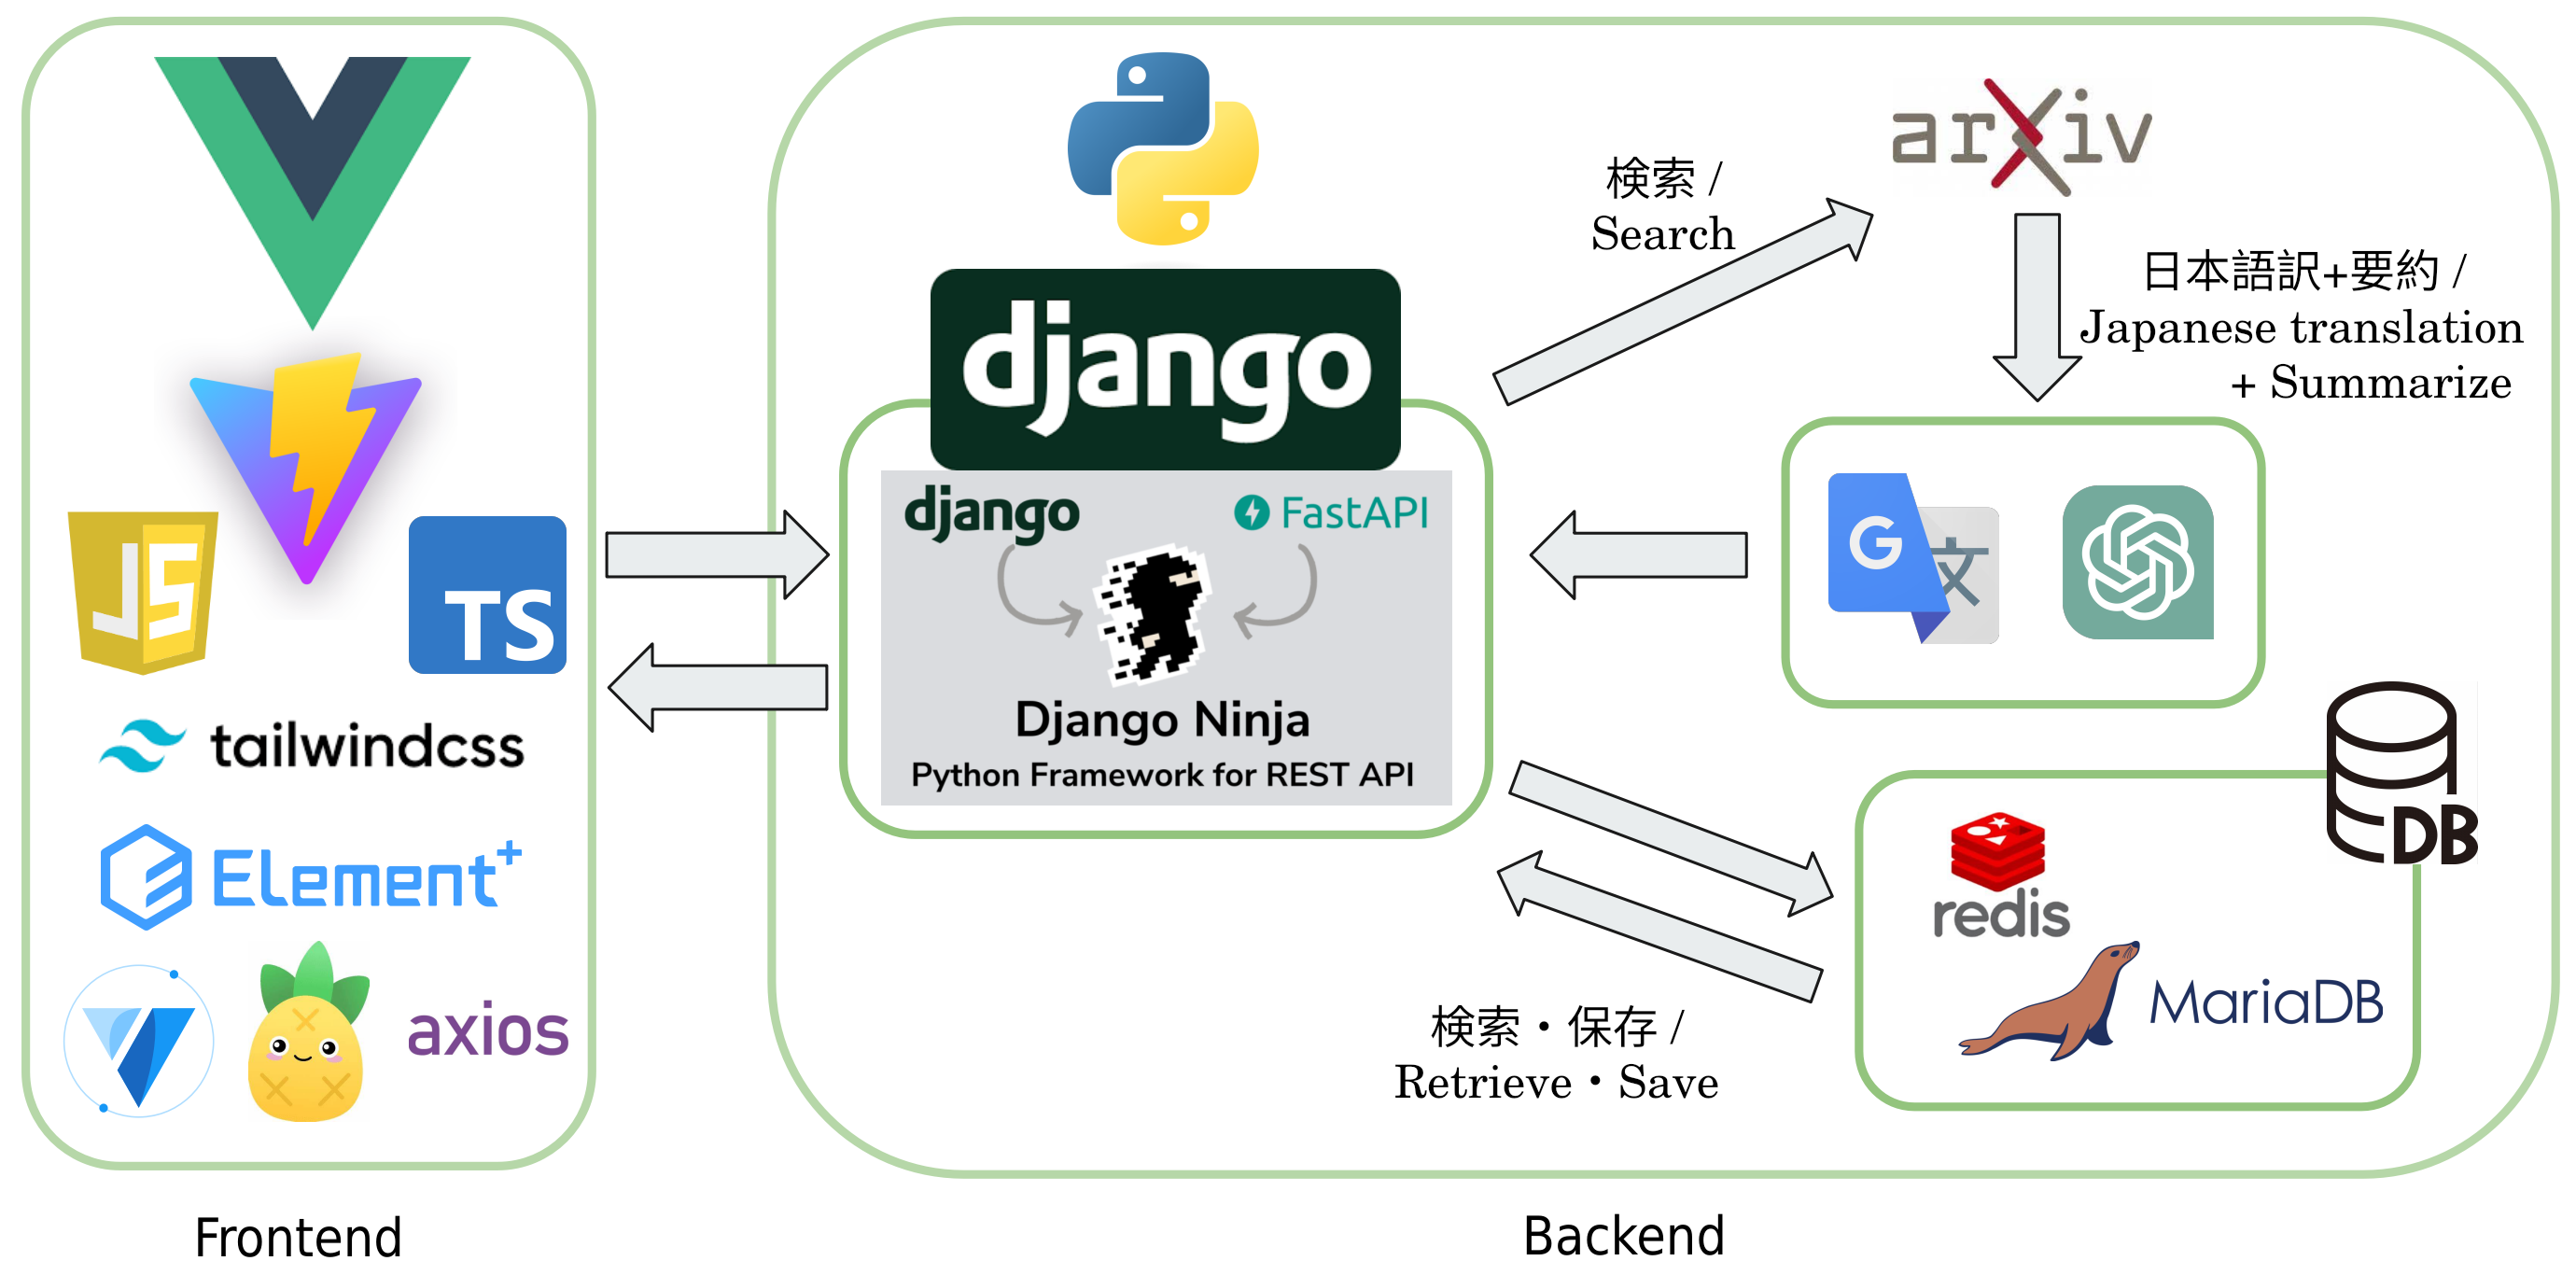 JS
TS
tailwindcss
Element+
axios
Frontend
django
django
FastAPI
Django Ninja
Python Framework for REST API
検索 /
Search
arXiv
日本語訳+要約 /
Japanese translation
+ Summarize
G 文
DB
redis
MariaDB
検索・保存 /
Retrieve・Save
Backend